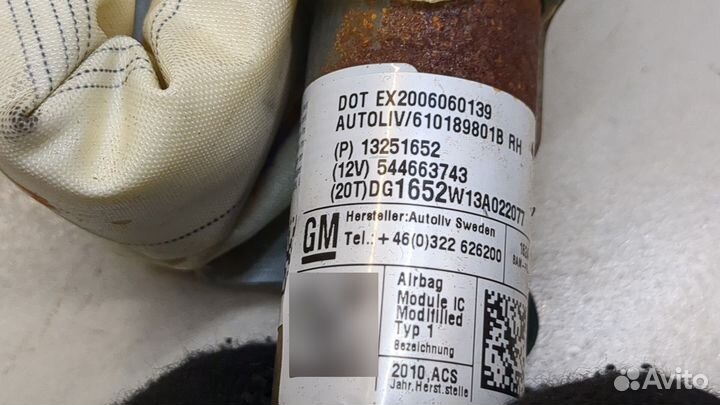 DOT EX2006060139
AUTOLIV/610189801B RH
(P) 13251652
(12V) 544663743
(20T)DG1652W13A022077
GM
Hersteller:Autoliv Sweden
Tel.: +46(0)322 626200
Airbag
Module IC
Modifilled
Typ 1
Bezeichnung
2010,ACS
Jahr.Herst.stelle
Avito